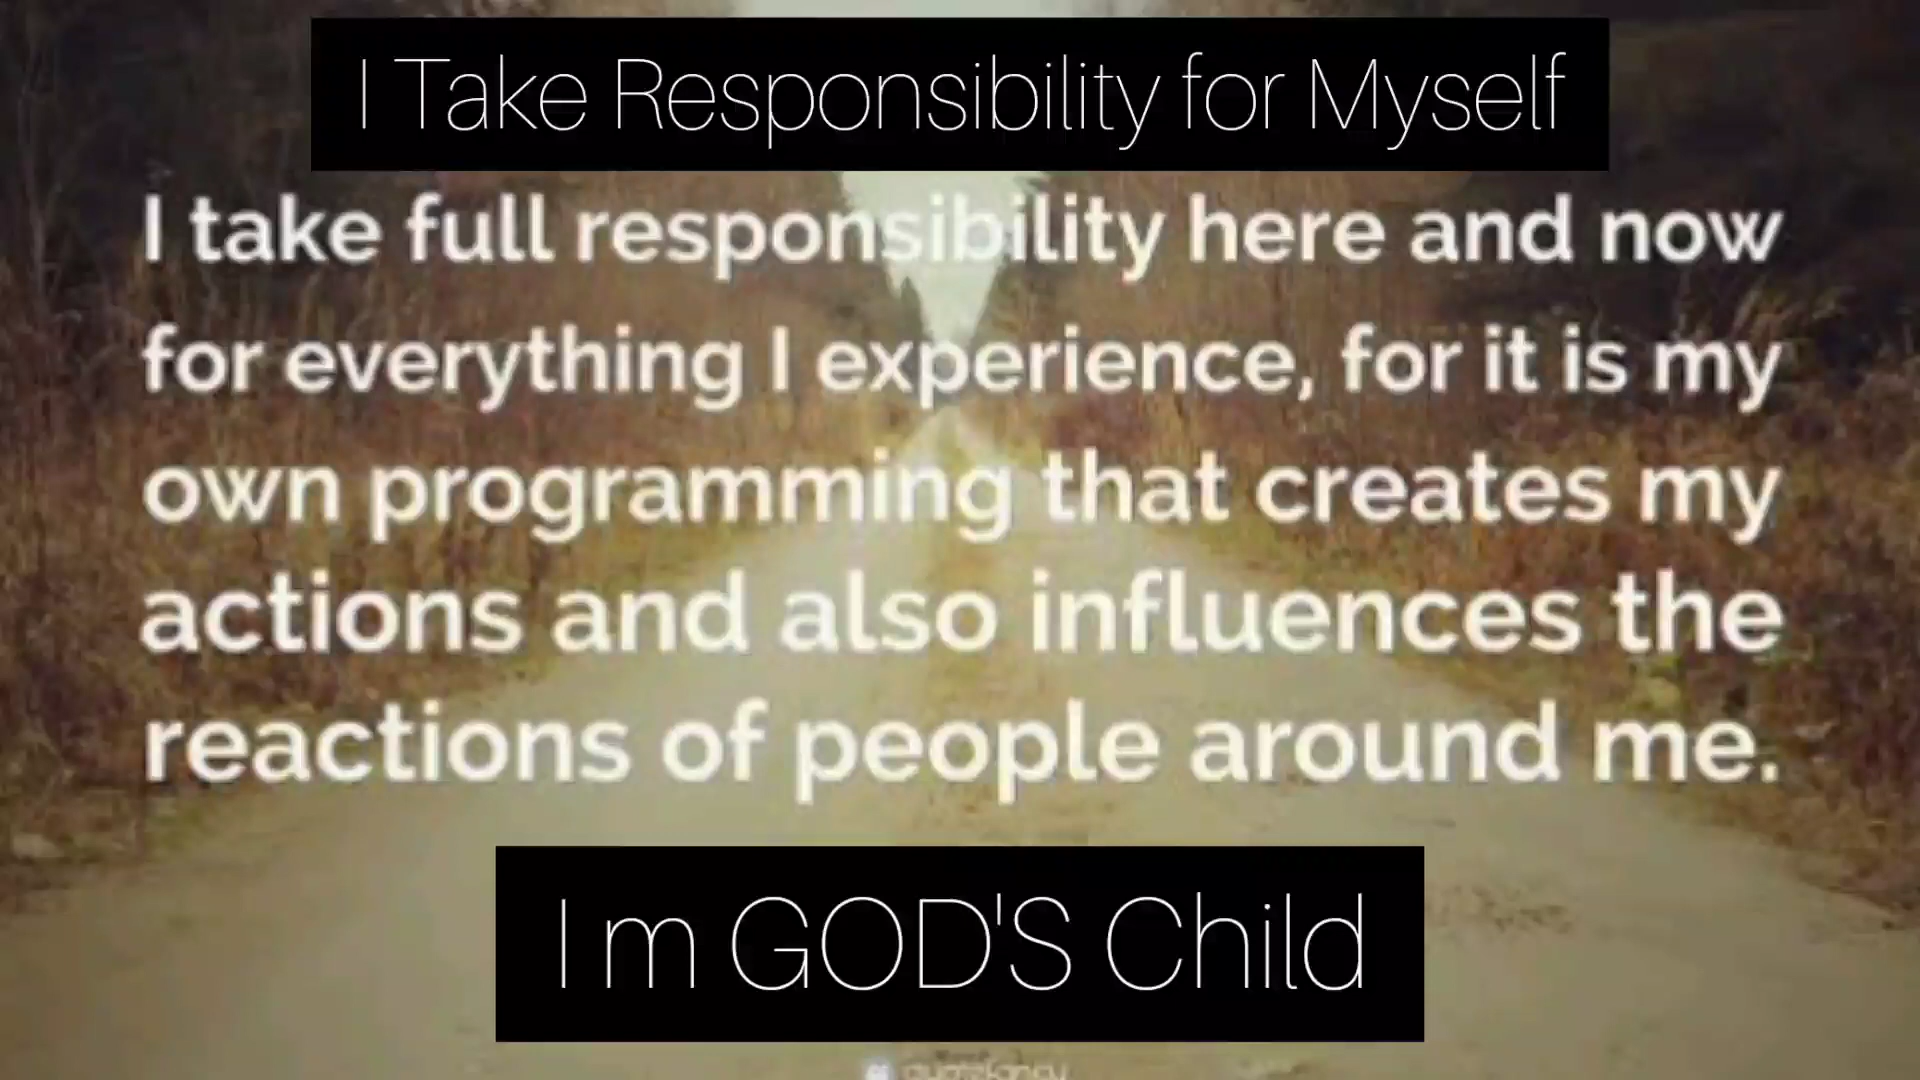 I Take Responsibility for Myself
I take full responsibility here and now
for everything I experience, for it is my
own programming that creates my
actions and also influences the
reactions of people around me.
I m GOD'S Child
quotefancy